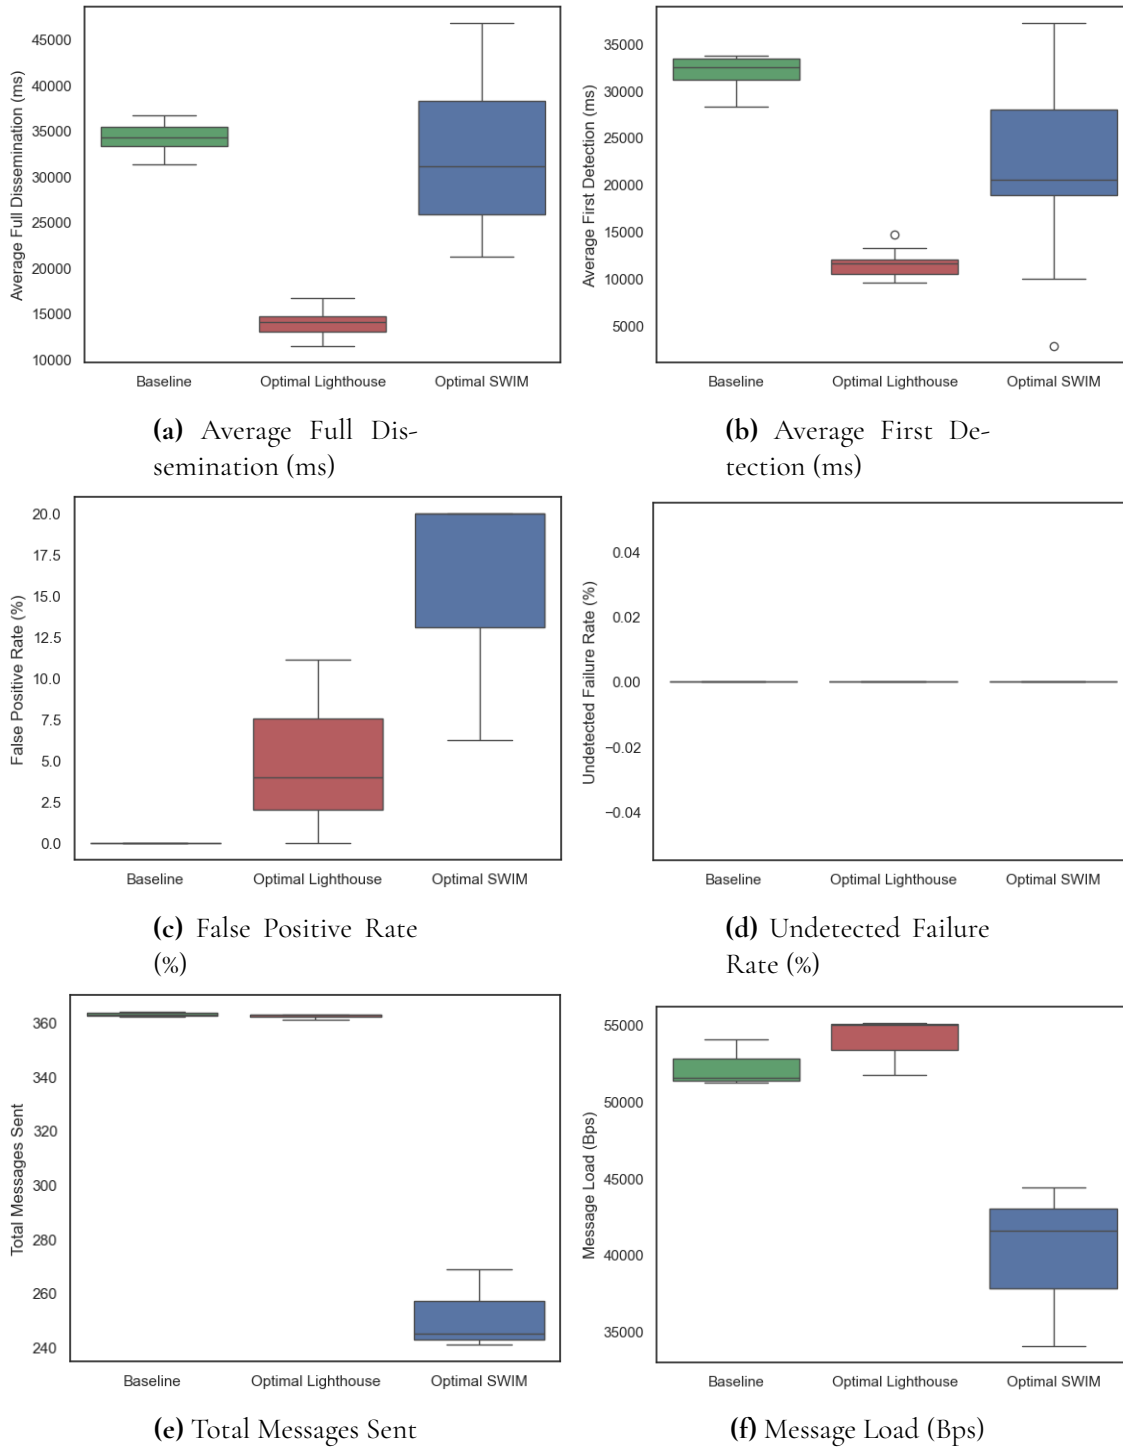 45000
40000
35000
30000
25000
20000
15000
10000
Average Full Dissemination (ms)
Baseline
Optimal Lighthouse
Optimal SWIM
(a) Average Full Dis-
semination (ms)
35000
30000
25000
20000
15000
10000
5000
Average First Detection (ms)
Baseline
Optimal Lighthouse
Optimal SWIM
(b) Average First De-
tection (ms)
20.0
17.5
15.0
12.5
10.0
7.5
5.0
2.5
0.0
False Positive Rate (%)
Baseline
Optimal Lighthouse
Optimal SWIM
(c) False Positive Rate
(%)
0.04
0.02
0.00
−0.02
−0.04
Undetected Failure Rate (%)
Baseline
Optimal Lighthouse
Optimal SWIM
(d) Undetected Failure
Rate (%)
360
340
320
300
280
260
240
Total Messages Sent
Baseline
Optimal Lighthouse
Optimal SWIM
(e) Total Messages Sent
55000
50000
45000
40000
35000
Message Load (Bps)
Baseline
Optimal Lighthouse
Optimal SWIM
(f) Message Load (Bps)